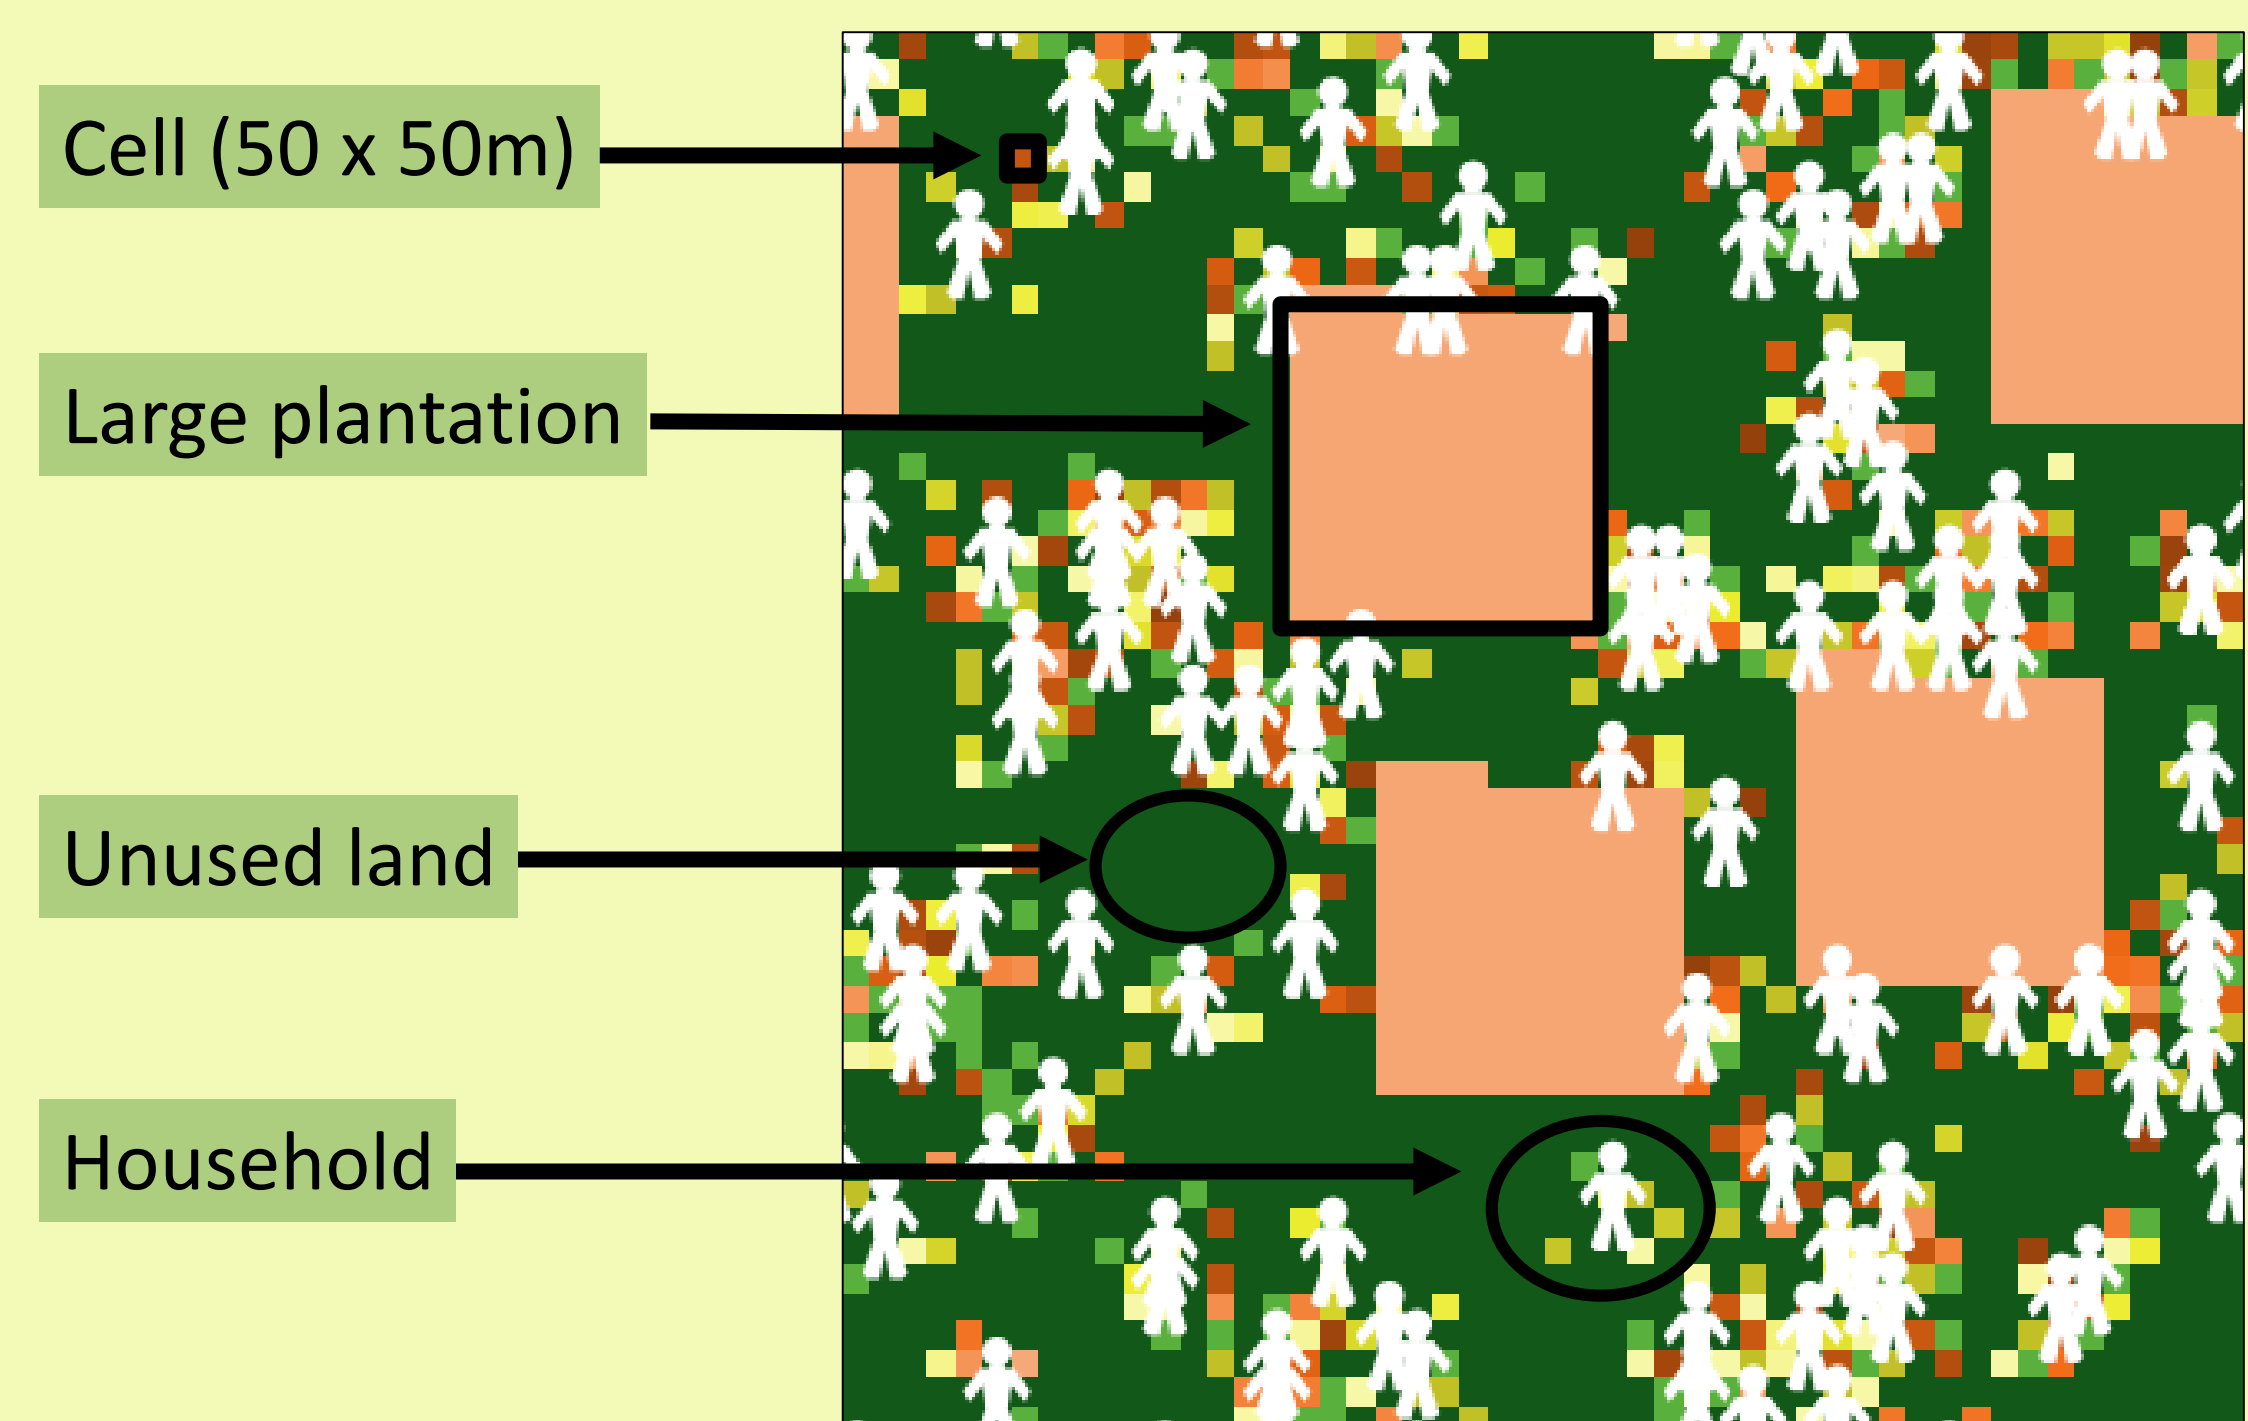 Cell (50 x 50m)
Large plantation
Unused land
Household